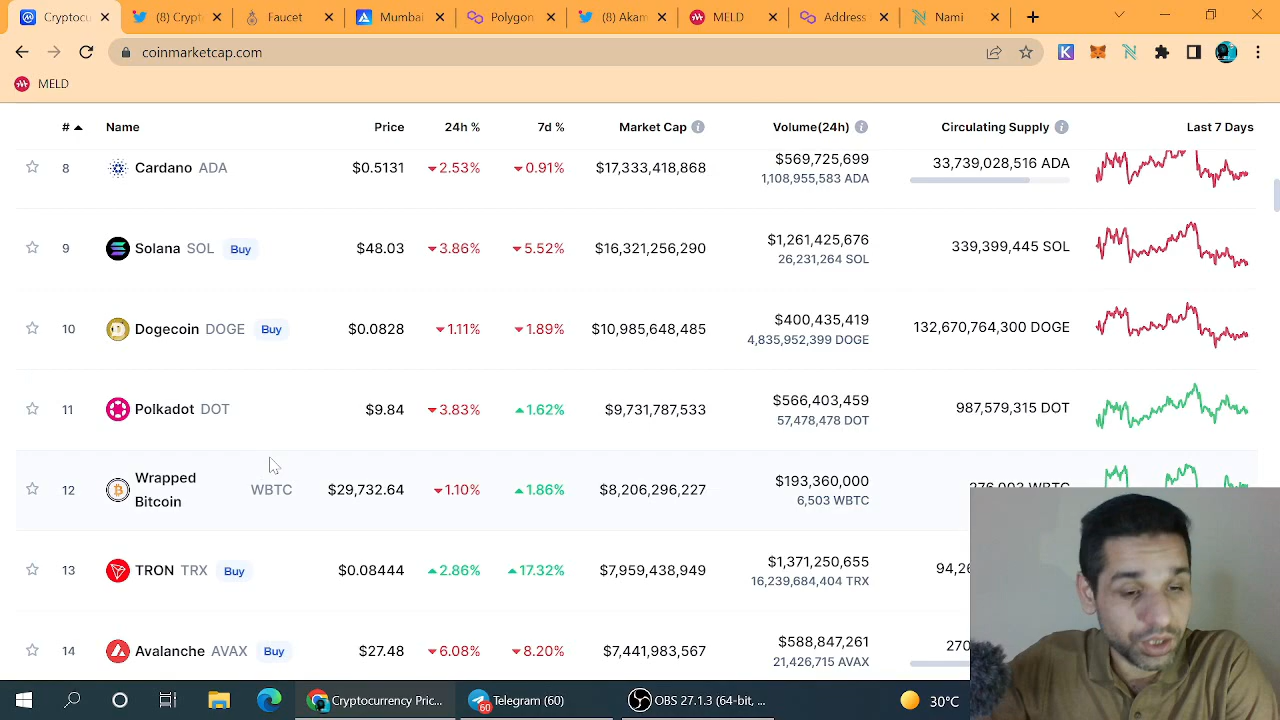 Cryptocu
(8) Crypt
Faucet
Mumbai
Polygon
(8) Akam
MELD
Address
Nami
coinmarketcap.com
MELD
# Name Price 24h % 7d % Market Cap Volume(24h) Circulating Supply Last 7 Days
8 Cardano ADA $0.5131 2.53% 0.91% $17,333,418,868 $569,725,699 33,739,028,516 ADA
1,108,955,583 ADA
9 Solana SOL Buy $48.03 3.86% 5.52% $16,321,256,290 $1,261,425,676 339,399,445 SOL
26,231,264 SOL
10 Dogecoin DOGE Buy $0.0828 1.11% 1.89% $10,985,648,485 $400,435,419 132,670,764,300 DOGE
4,835,952,399 DOGE
11 Polkadot DOT $9.84 3.83% 1.62% $9,731,787,533 $566,403,459 987,579,315 DOT
57,478,478 DOT
12 Wrapped Bitcoin WBTC $29,732.64 1.10% 1.86% $8,206,296,227 $193,360,000
6,503 WBTC
13 TRON TRX Buy $0.08444 2.86% 17.32% $7,959,438,949 $1,371,250,655 94,26
16,239,684,404 TRX
14 Avalanche AVAX Buy $27.48 6.08% 8.20% $7,441,983,567 $588,847,261 270
21,426,715 AVAX
Cryptocurrency Pric...
60
Telegram (60)
OBS 27.1.3 (64-bit, ...
30°C